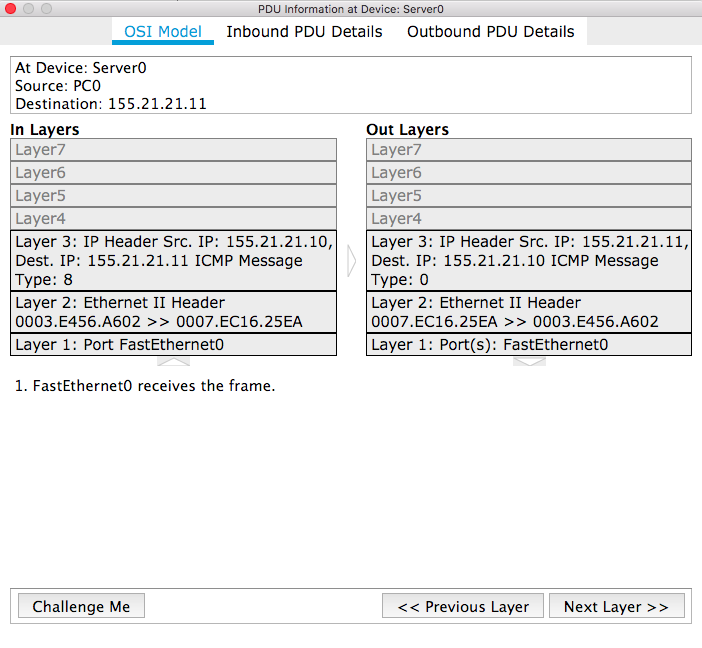 PDU Information at Device: Server0
OSI Model Inbound PDU Details Outbound PDU Details
At Device: Server0
Source: PC0
Destination: 155.21.21.11
In Layers
Layer7
Layer6
Layer5
Layer4
Layer 3: IP Header Src. IP: 155.21.21.10,
Dest. IP: 155.21.21.11 ICMP Message
Type: 8
Layer 2: Ethernet II Header
0003.E456.A602 >> 0007.EC16.25EA
Layer 1: Port FastEthernet0
Out Layers
Layer7
Layer6
Layer5
Layer4
Layer 3: IP Header Src. IP: 155.21.21.11,
Dest. IP: 155.21.21.10 ICMP Message
Type: 0
Layer 2: Ethernet II Header
0007.EC16.25EA >> 0003.E456.A602
Layer 1: Port(s): FastEthernet0
1. FastEthernet0 receives the frame.
Challenge Me
<< Previous Layer
Next Layer >>